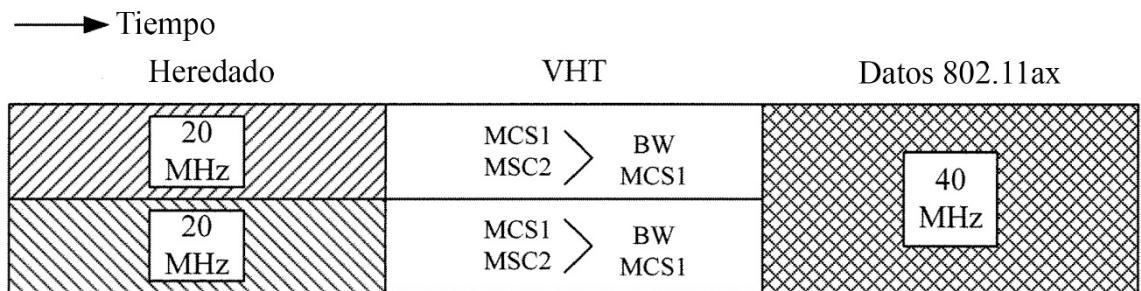 Tiempo
Heredado
VHT
Datos 802.11ax
20
MHz
MCS1
MSC2
BW
MCS1
40
MHz
20
MHz
MCS1
MSC2
BW
MCS1